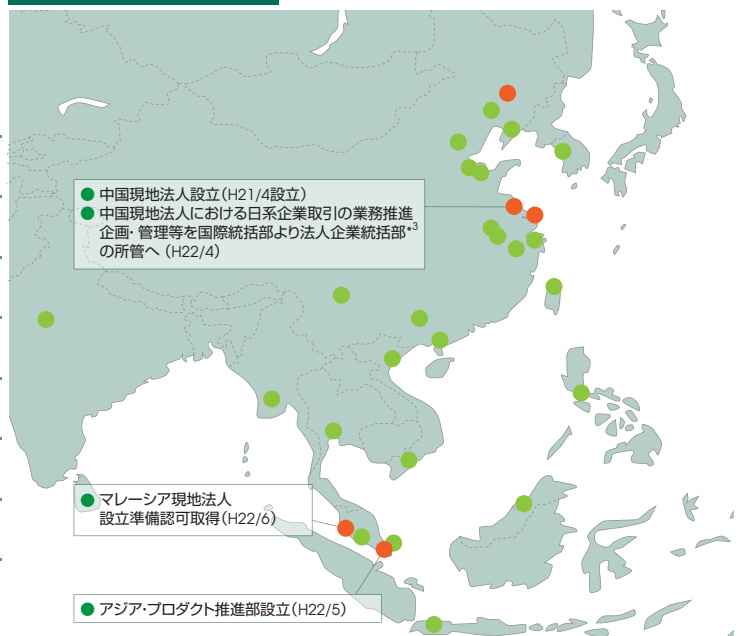 ● 中国現地法人設立(H21/4設立)
● 中国現地法人における日系企業取引の業務推進
企画・管理等を国際統括部より法人企業統括部*3
の所管へ (H22/4)
● マレーシア現地法人
設立準備認可取得(H22/6)
● アジア・プロダクト推進部設立(H22/5)